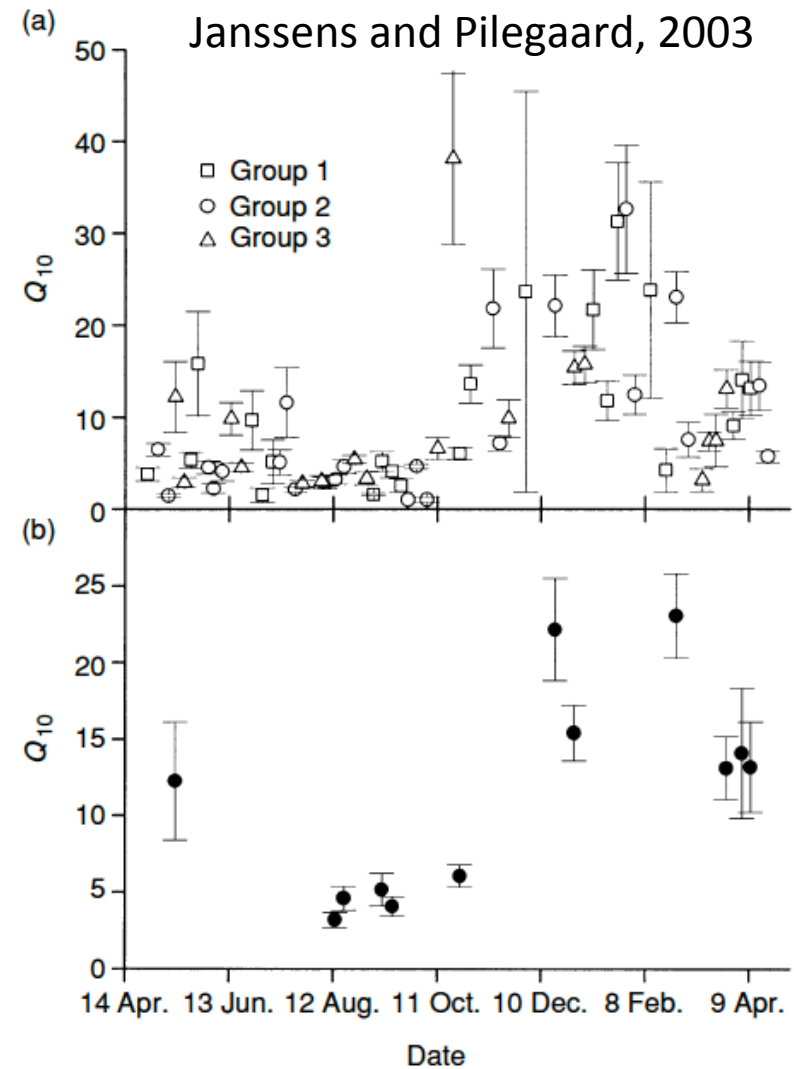 Janssens and Pilegaard, 2003
(a)
50
40
30
20
10
0
Q10
Group 1
Group 2
Group 3
(b)
25
20
15
10
5
0
Q10
14 Apr. 13 Jun. 12 Aug. 11 Oct. 10 Dec. 8 Feb. 9 Apr.
Date